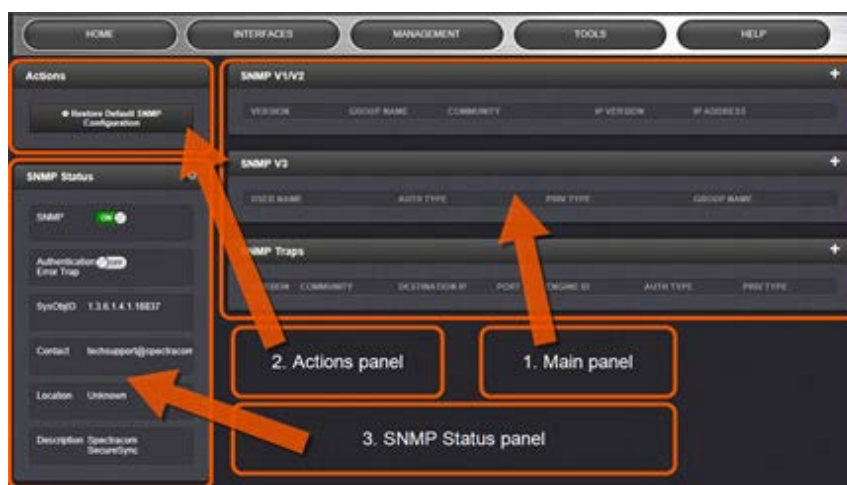 HOME INTERFACES MANAGEMENT TOOLS HELP
Actions
Restore Default SNMP
Configuration
SNMP Status
SNMP ON
Authentication OFF
Error Trap
SysObjID 1.3.6.1.4.1.18837
Contact techsupport@spectracom
Location Unknown
Description Spectracom
SecureSync
SNMP V1/V2 +
VERSION GROUP NAME COMMUNITY IP VERSION IP ADDRESS
SNMP V3 +
USER NAME AUTH TYPE PRIV TYPE GROUP NAME
SNMP Traps +
VERSION COMMUNITY DESTINATION IP PORT ENGINE ID AUTH TYPE PRIV TYPE
2. Actions panel
1. Main panel
3. SNMP Status panel